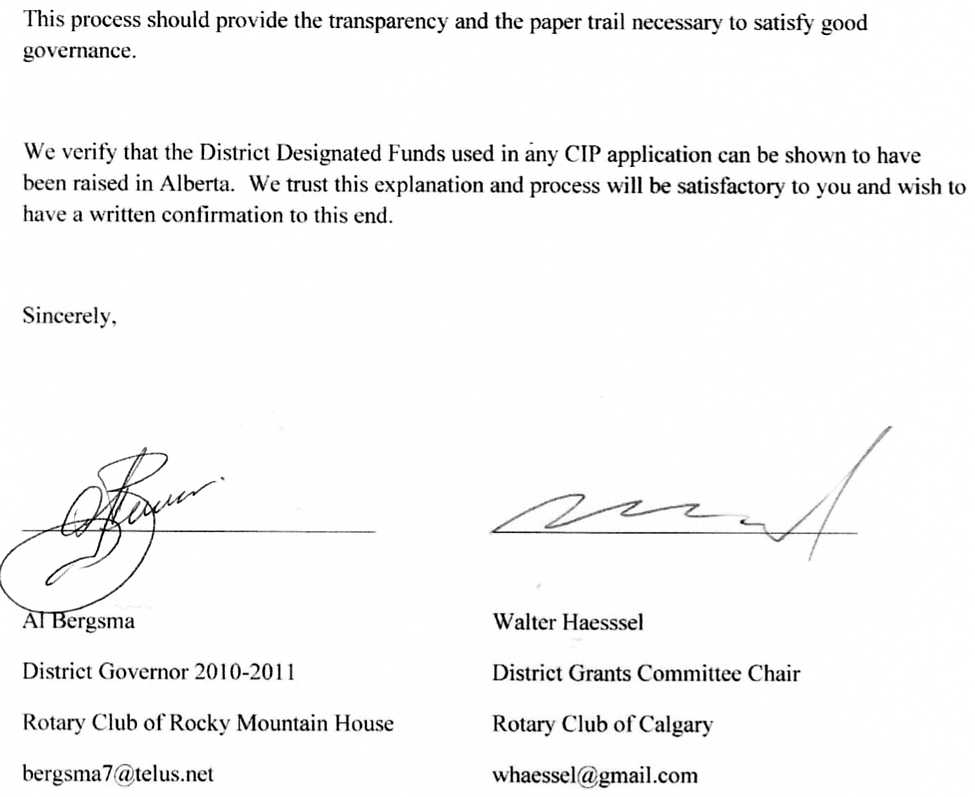 This process should provide the transparency and the paper trail necessary to satisfy good
governance.
We verify that the District Designated Funds used in any CIP application can be shown to have
been raised in Alberta. We trust this explanation and process will be satisfactory to you and wish to
have a written confirmation to this end.
Sincerely,
Al Bergsma
District Governor 2010-2011
Rotary Club of Rocky Mountain House
bergsma7@telus.net
Walter Haesssel
District Grants Committee Chair
Rotary Club of Calgary
whaessel@gmail.com